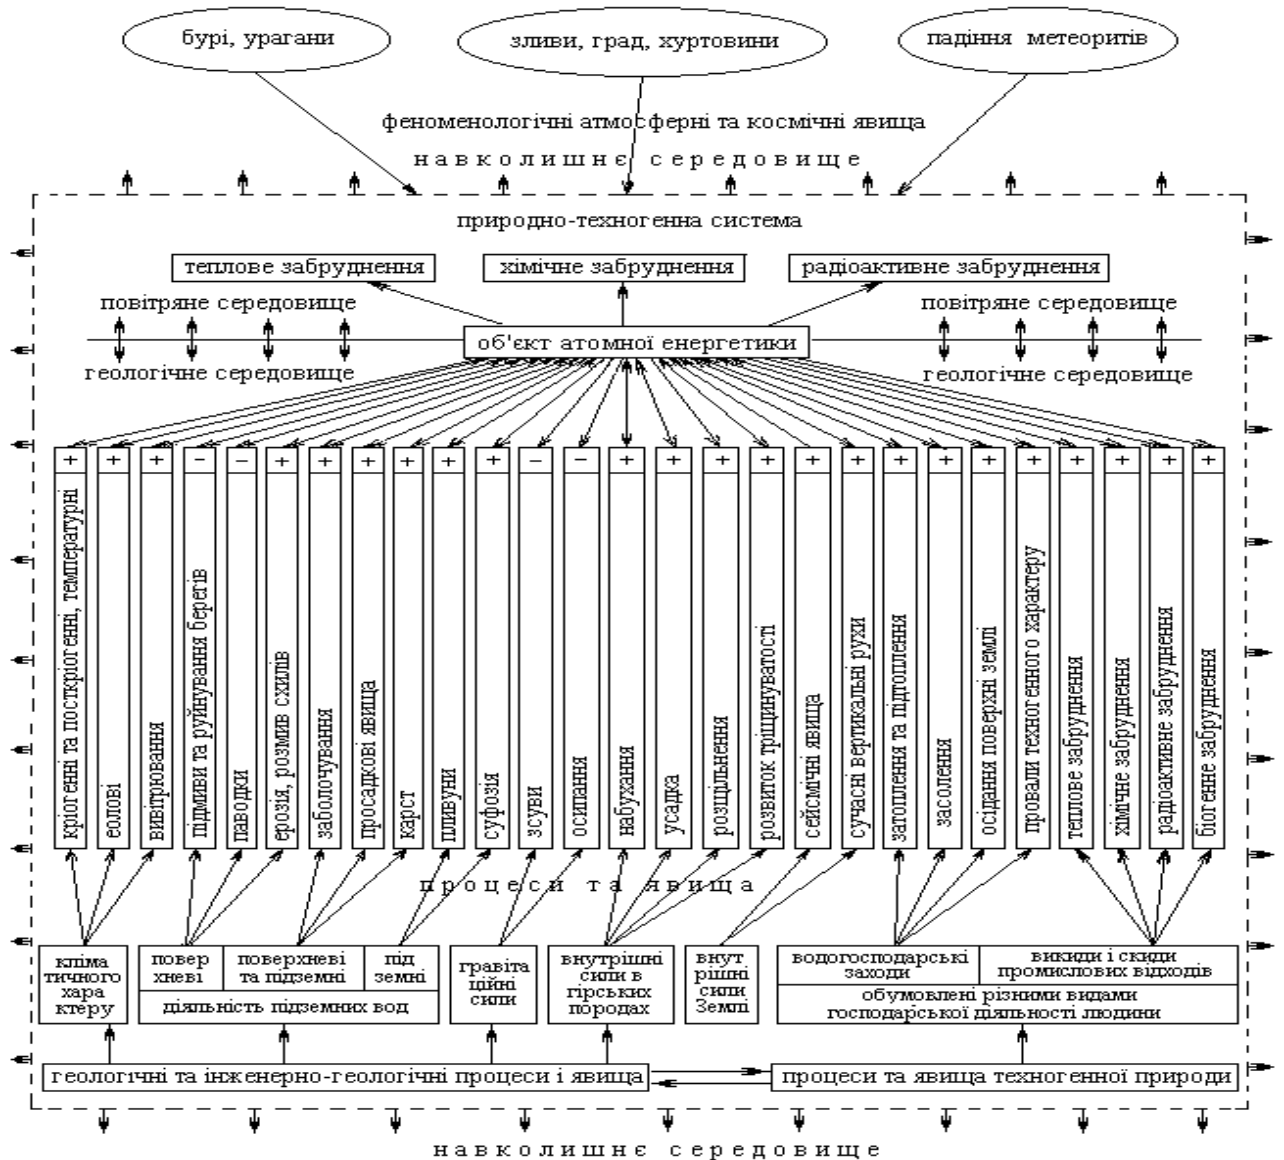 бурі, урагани
зливи, град, хуртовини
падіння метеоритів
феноменологічні атмосферні та космічні явища
навколишнє середовище
природно-техногенна система
теплове забруднення
хімічне забруднення
радіоактивне забруднення
повітряне середовище
повітряне середовище
об'єкт атомної енергетики
геологічне середовище
геологічне середовище
+ + + – – + + + + + + – – + + + + + + + + + + + + + +
кріогенні та посткріогенні, температурні
еолові
вивітрювання
підмиви та руйнування берегів
паводки
ерозія, розмив схилів
заболочування
просадкові явища
карст
пливуни
суфозія
зсуви
осипання
набухання
усадка
розщільнення
розвиток тріщинуватості
сейсмічні явища
сучасні вертикальні рухи
затоплення та підтоплення
засолення
осідання поверхні землі
провали техногенного характеру
теплове забруднення
хімічне забруднення
радіоактивне забруднення
біогенне забруднення
процеси та явища
кліма
тичного
хара
ктеру
повер
хневі
поверхневі
та підземні
під
земні
діяльність підземних вод
гравіта
ційні
сили
внутрішні
сили в
гірських
породах
внут
рішні
сили
Землі
водогосподарські
заходи
викиди і скиди
промислових відходів
обумовлені різними видами
господарської діяльності людини
геологічні та інженерно-геологічні процеси і явища
процеси та явища техногенної природи
навколишнє середовище